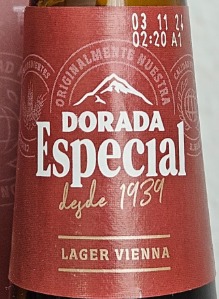 03 11 24
02:20 A1
ORIGINALMENTE NUESTRA
DORADA
Especial
desde 1939
LAGER VIENNA